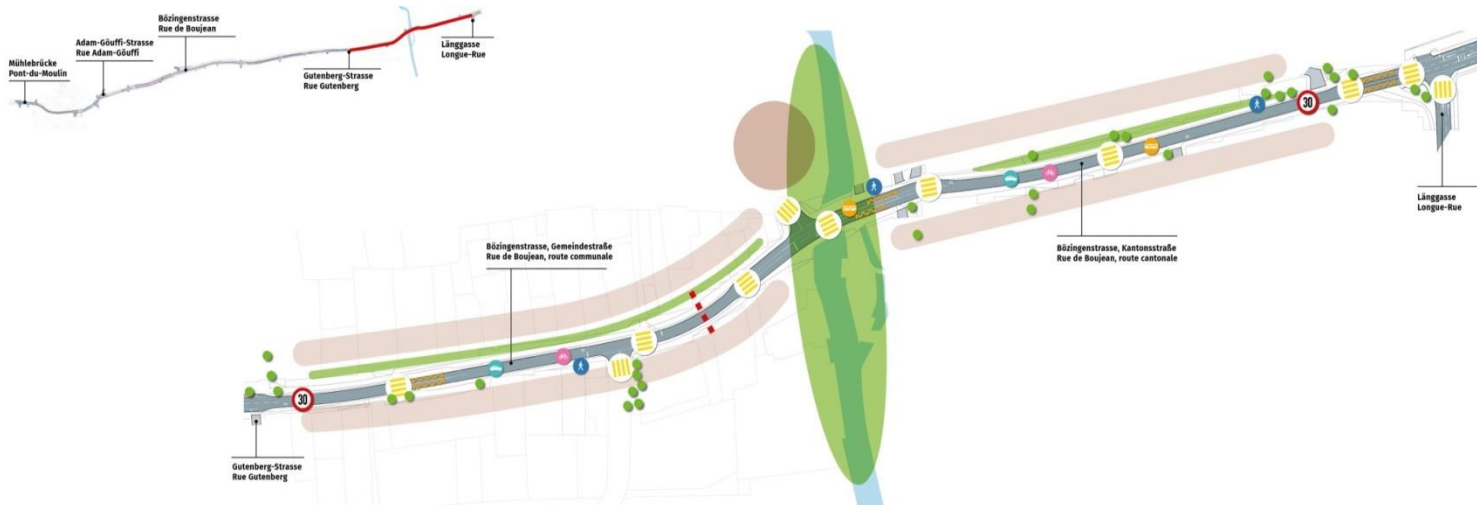 Bözingenstrasse
Rue de Boujean
Adam-Göuffi-Strasse
Rue Adam-Göuffi
Mühlebrücke
Pont-du-Moulin
Gutenberg-Strasse
Rue Gutenberg
Länggasse
Longue-Rue
30
Länggasse
Longue-Rue
Bözingenstrasse, Gemeindestraße
Rue de Boujean, route communale
Bözingenstrasse, Kantonsstraße
Rue de Boujean, route cantonale
30
Gutenberg-Strasse
Rue Gutenberg